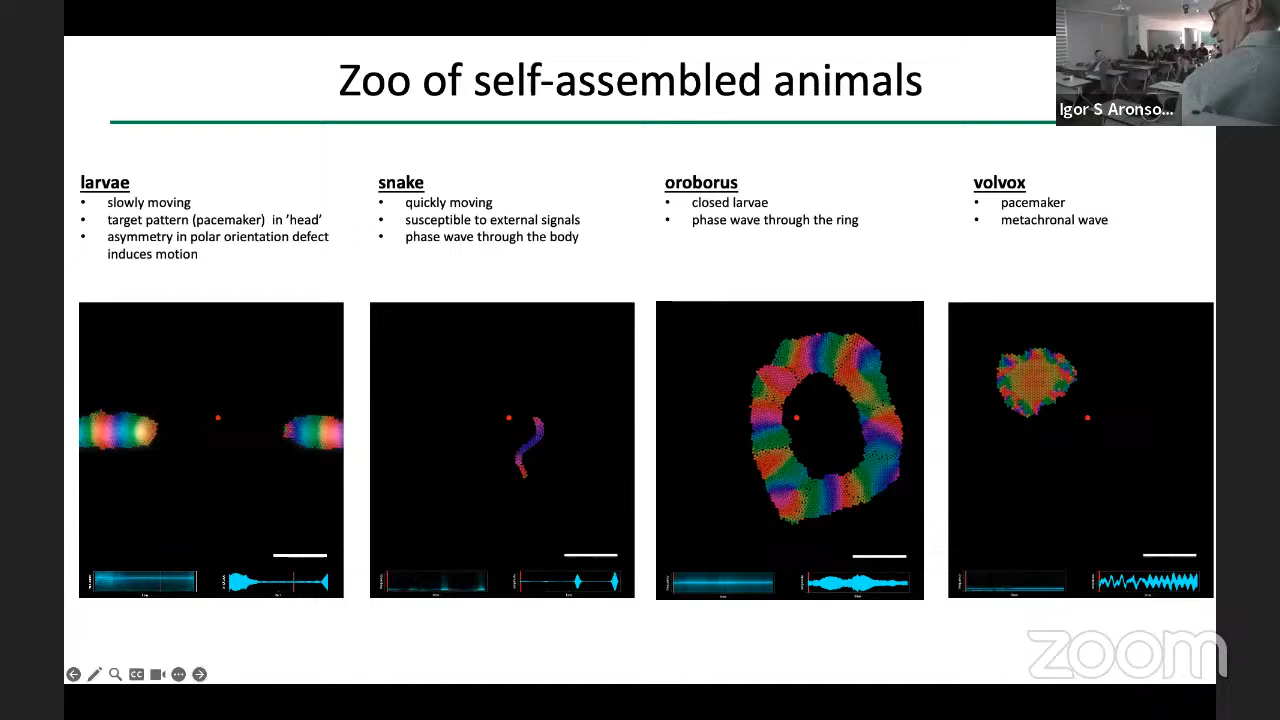 Zoo of self-assembled animals
Igor S Aronso...
larvae
• slowly moving
• target pattern (pacemaker) in ’head’
• asymmetry in polar orientation defect
induces motion
snake
• quickly moving
• susceptible to external signals
• phase wave through the body
oroborus
• closed larvae
• phase wave through the ring
volvox
• pacemaker
• metachronal wave
zoom
CC